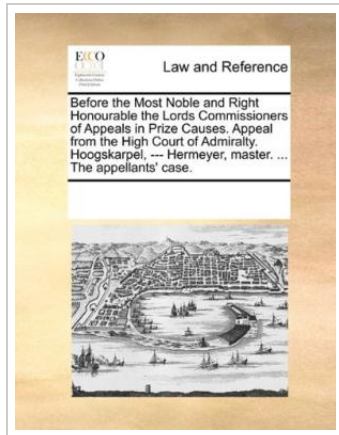 ECCO
Law and Reference
Before the Most Noble and Right
Honourable the Lords Commissioners
of Appeals in Prize Causes. Appeal
from the High Court of Admiralty.
Hoogskarpel, --- Hermeyer, master. ...
The appellants' case.